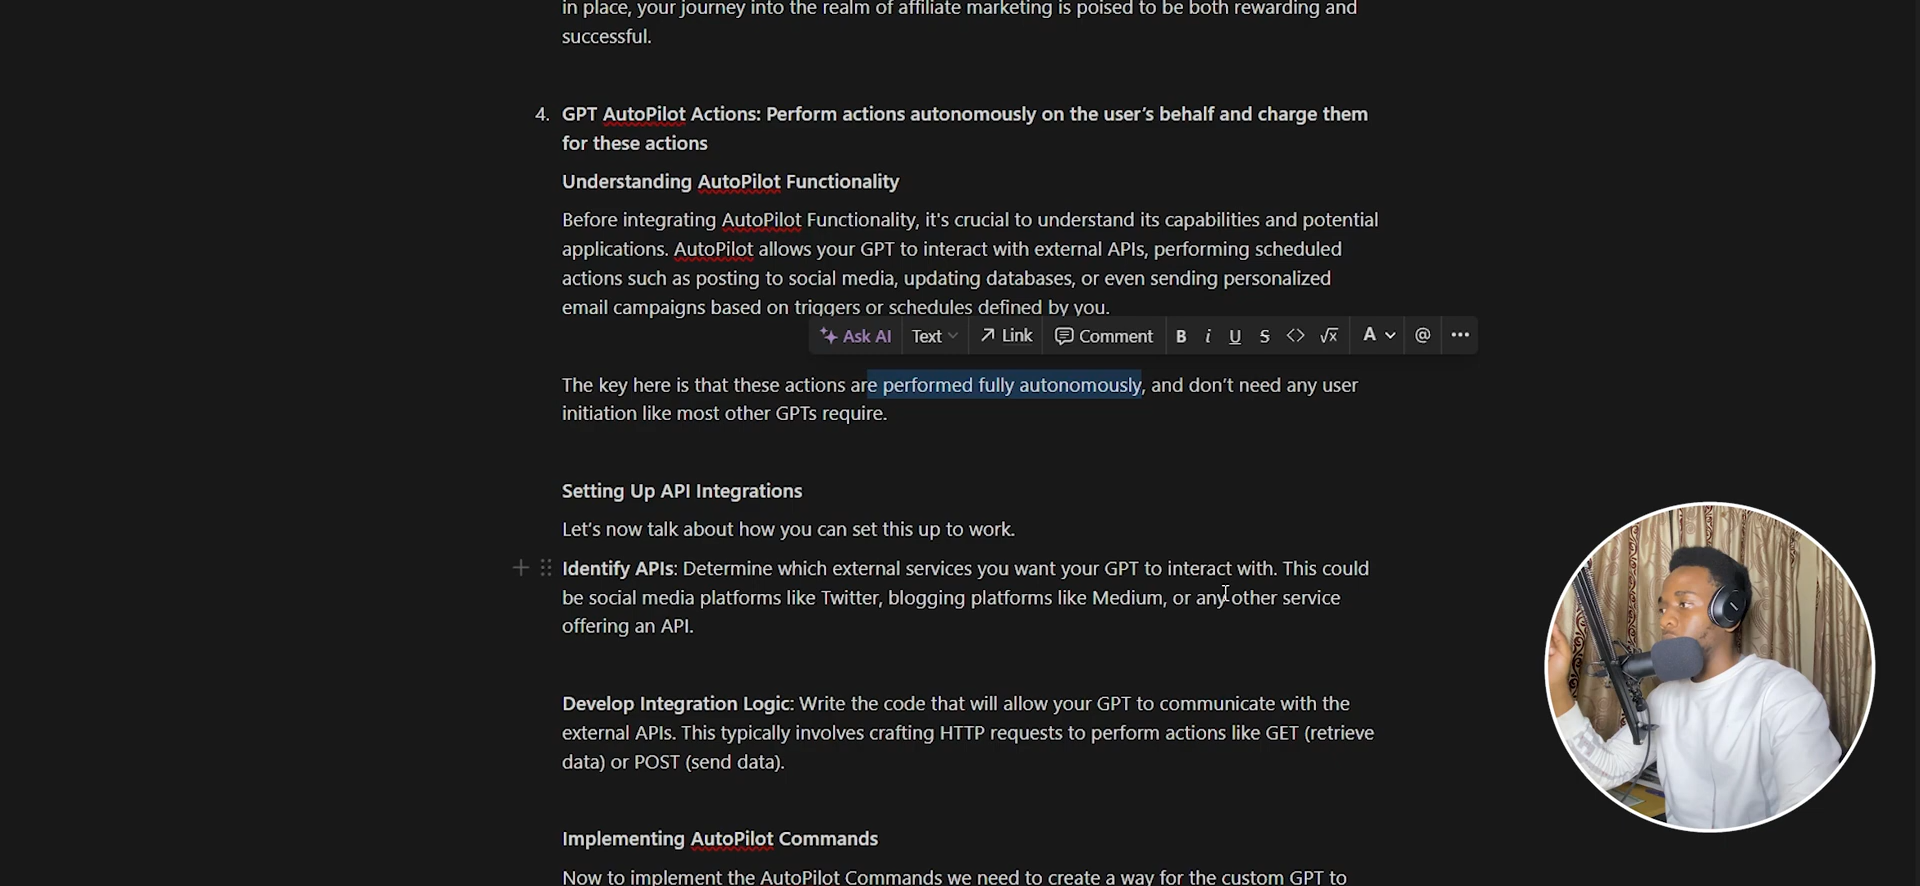 in place, your journey into the realm of affiliate marketing is poised to be both rewarding and
successful.
4. GPT AutoPilot Actions: Perform actions autonomously on the user’s behalf and charge them
for these actions
Understanding AutoPilot Functionality
Before integrating AutoPilot Functionality, it's crucial to understand its capabilities and potential
applications. AutoPilot allows your GPT to interact with external APIs, performing scheduled
actions such as posting to social media, updating databases, or even sending personalized
email campaigns based on triggers or schedules defined by you.
Ask AI Text Link Comment B i U S <> √x A @ •••
The key here is that these actions are performed fully autonomously, and don’t need any user
initiation like most other GPTs require.
Setting Up API Integrations
Let’s now talk about how you can set this up to work.
Identify APIs: Determine which external services you want your GPT to interact with. This could
be social media platforms like Twitter, blogging platforms like Medium, or any other service
offering an API.
Develop Integration Logic: Write the code that will allow your GPT to communicate with the
external APIs. This typically involves crafting HTTP requests to perform actions like GET (retrieve
data) or POST (send data).
Implementing AutoPilot Commands
Now to implement the AutoPilot Commands we need to create a way for the custom GPT to